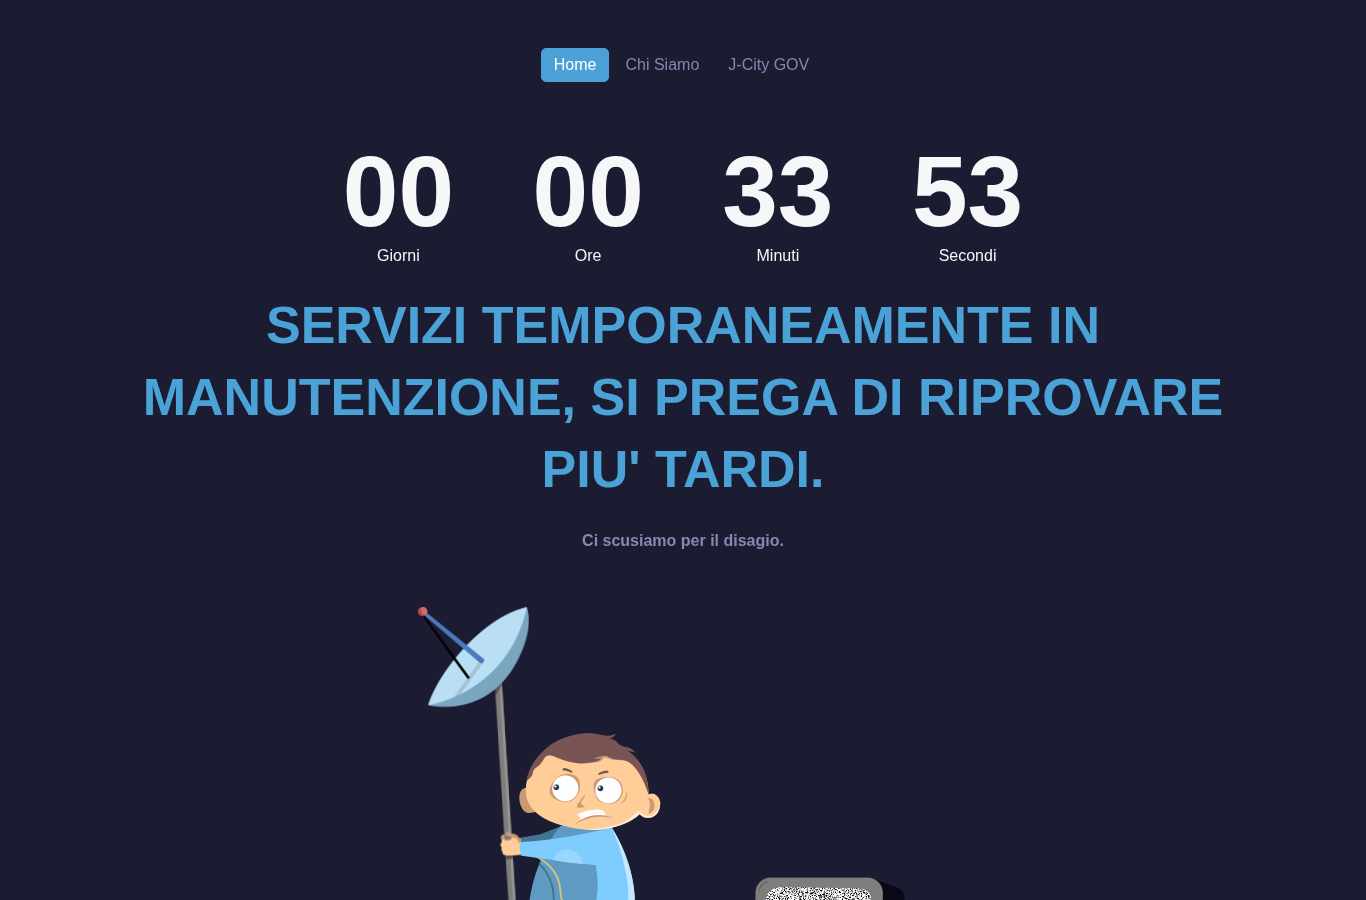 Home Chi Siamo J-City GOV
00 00 33 53
Giorni Ore Minuti Secondi
SERVIZI TEMPORANEAMENTE IN
MANUTENZIONE, SI PREGA DI RIPROVARE
PIU' TARDI.
Ci scusiamo per il disagio.